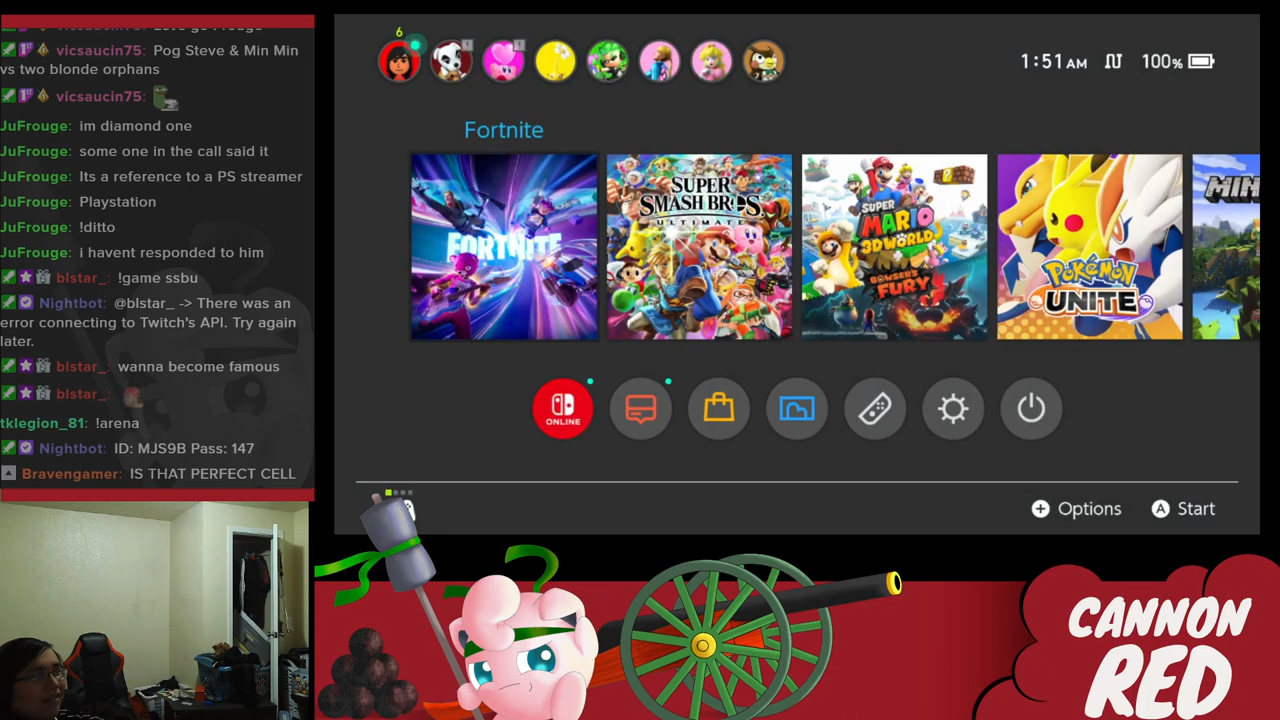 vicsaucin75: Pog Steve & Min Min
vs two blonde orphans
vicsaucin75:
JuFrouge: im diamond one
JuFrouge: some one in the call said it
JuFrouge: Its a reference to a PS streamer
JuFrouge: Playstation
JuFrouge: !ditto
JuFrouge: i havent responded to him
blstar_: !game ssbu
Nightbot: @blstar_ -> There was an
error connecting to Twitch's API. Try again
later.
blstar_: wanna become famous
blstar_:
tklegion_81: !arena
Nightbot: ID: MJS9B Pass: 147
Bravengamer: IS THAT PERFECT CELL
6
1:51 AM
100%
Fortnite
FORTNITE
SUPER
SMASH BROS.
ULTIMATE
SUPER
MARIO
3D WORLD
BOWSER'S
FURY
POKÉMON
UNITE
ONLINE
Options
A Start
CANNON
RED